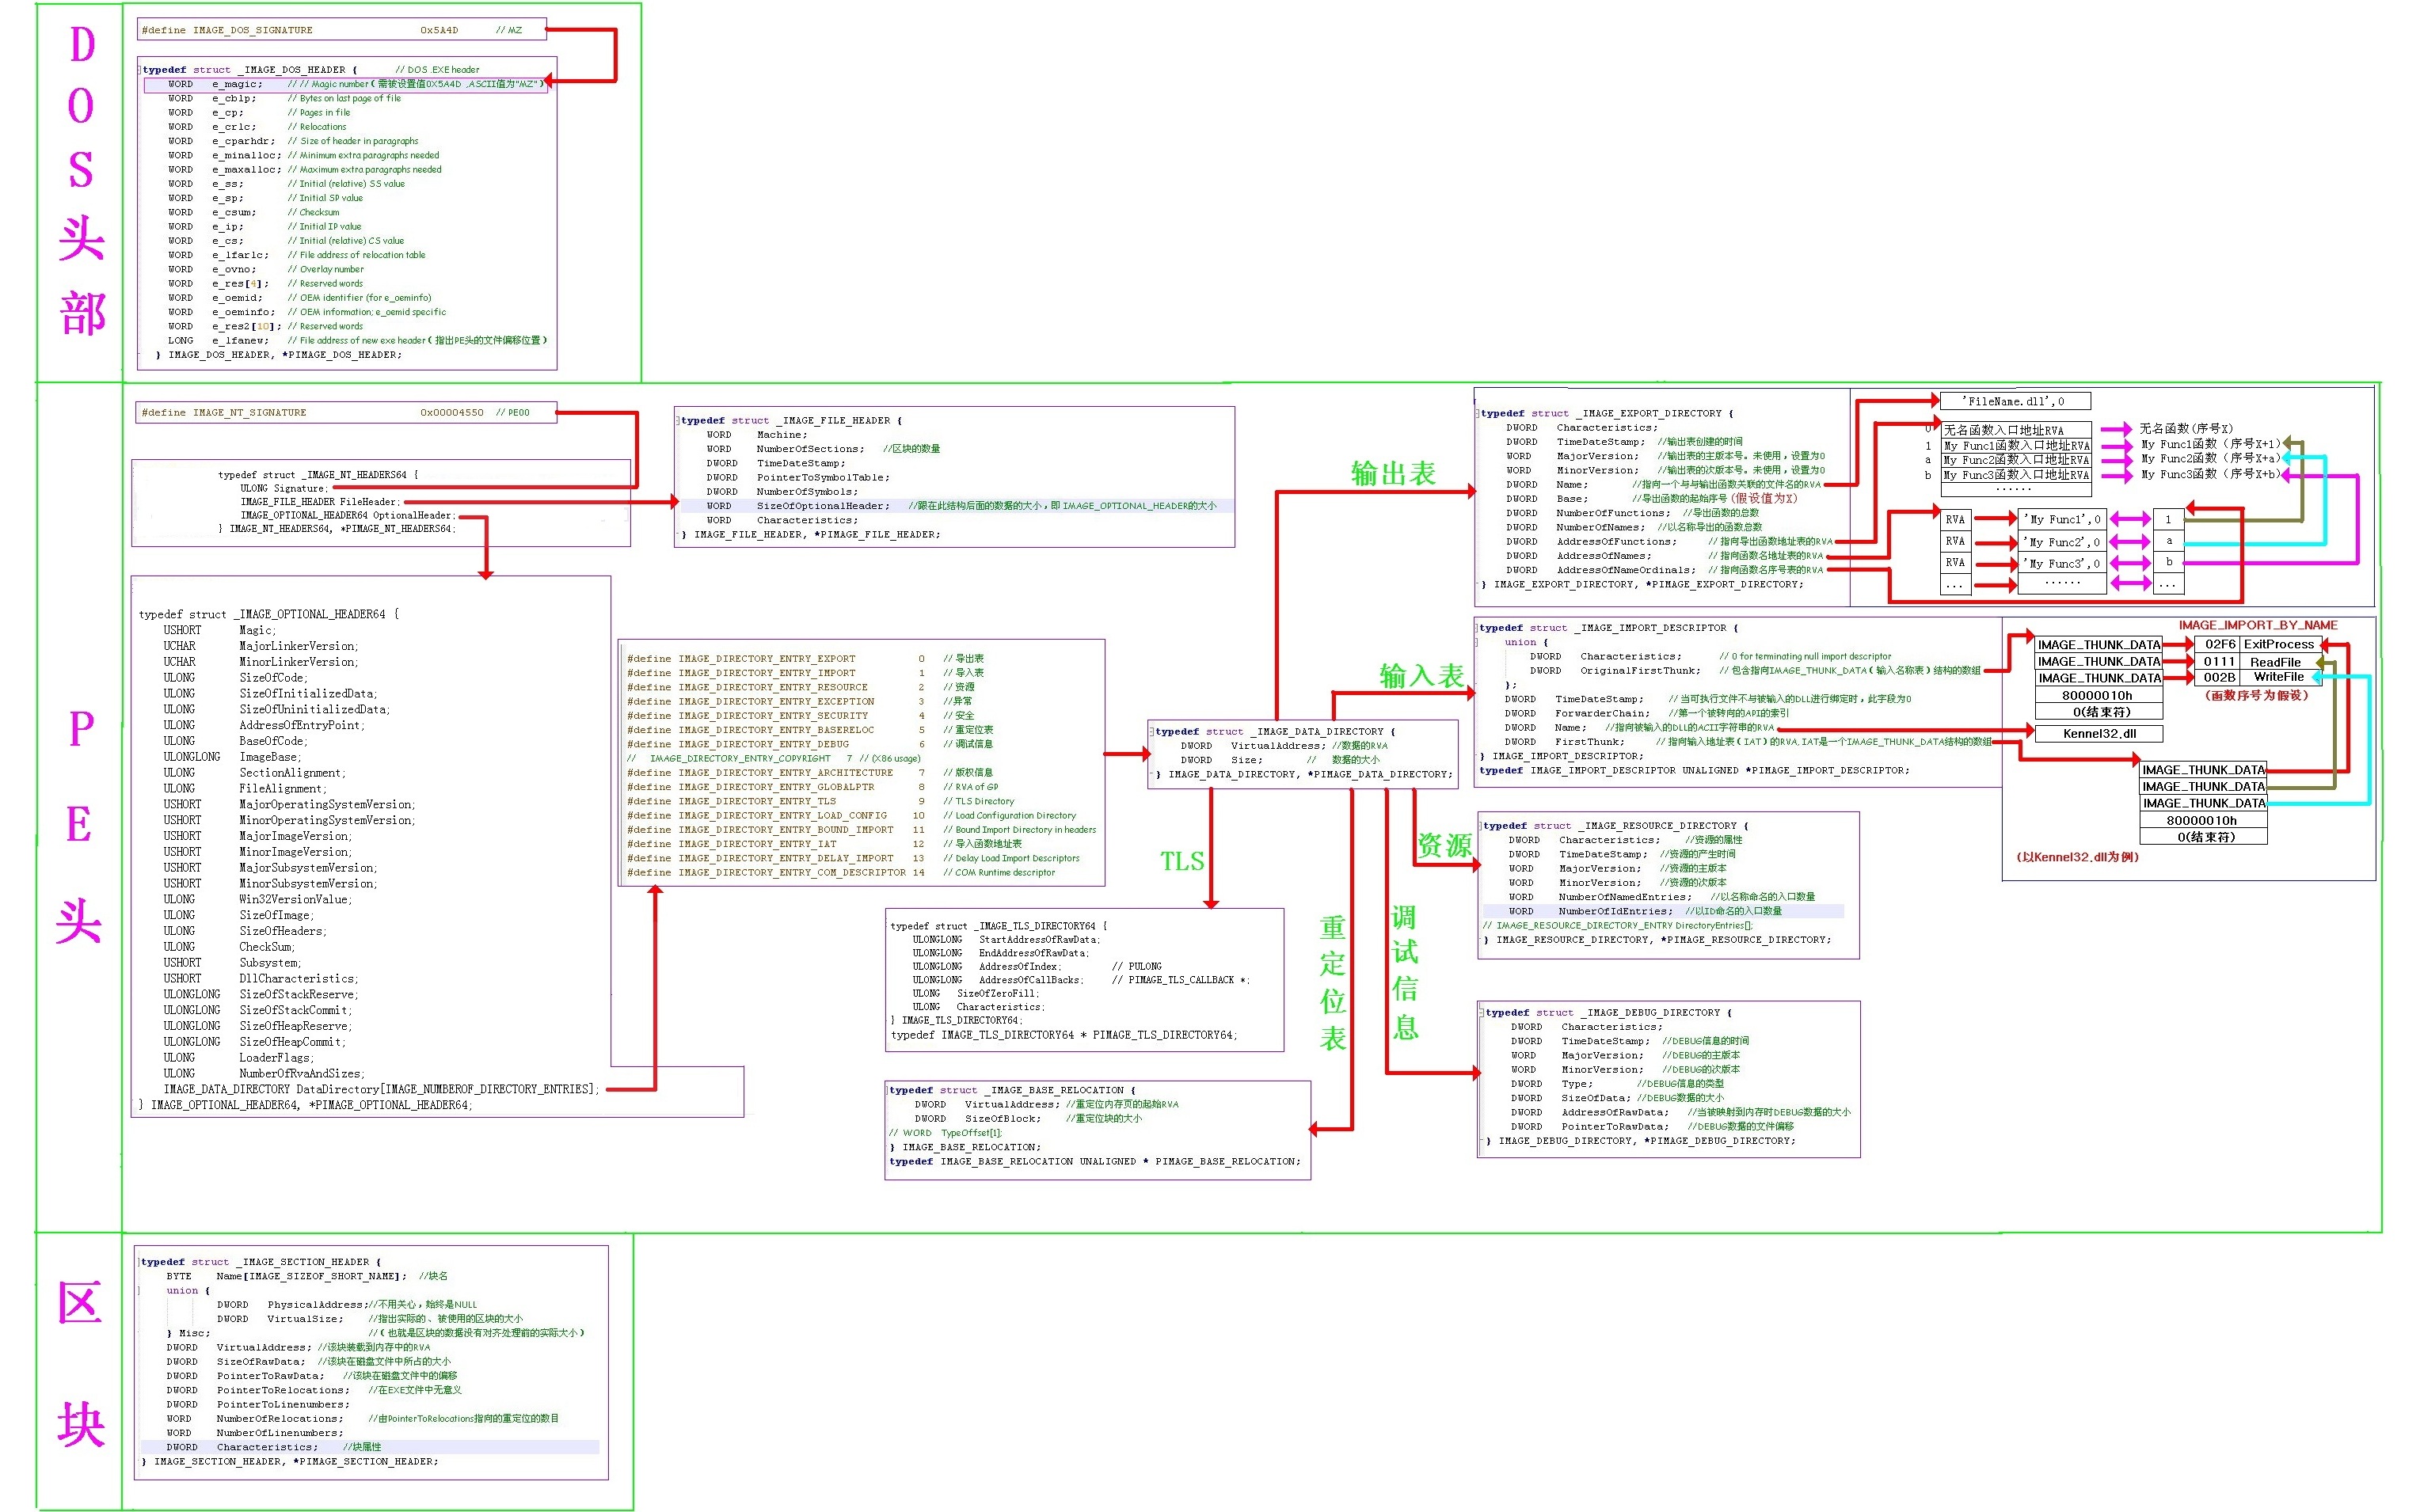 DOS头部
#define IMAGE_DOS_SIGNATURE 0x5A4D // MZ
typedef struct _IMAGE_DOS_HEADER { // DOS .EXE header
WORD e_magic; // // Magic number(需被设置值0X5A4D ,ASCII值为"MZ")
WORD e_cblp; // Bytes on last page of file
WORD e_cp; // Pages in file
WORD e_crlc; // Relocations
WORD e_cparhdr; // Size of header in paragraphs
WORD e_minalloc; // Minimum extra paragraphs needed
WORD e_maxalloc; // Maximum extra paragraphs needed
WORD e_ss; // Initial (relative) SS value
WORD e_sp; // Initial SP value
WORD e_csum; // Checksum
WORD e_ip; // Initial IP value
WORD e_cs; // Initial (relative) CS value
WORD e_lfarlc; // File address of relocation table
WORD e_ovno; // Overlay number
WORD e_res[4]; // Reserved words
WORD e_oemid; // OEM identifier (for e_oeminfo)
WORD e_oeminfo; // OEM information; e_oemid specific
WORD e_res2[10]; // Reserved words
LONG e_lfanew; // File address of new exe header(指出PE头的文件偏移位置)
} IMAGE_DOS_HEADER, *PIMAGE_DOS_HEADER;
PE头
#define IMAGE_NT_SIGNATURE 0x00004550 // PE00
typedef struct _IMAGE_NT_HEADERS64 {
ULONG Signature;
IMAGE_FILE_HEADER FileHeader;
IMAGE_OPTIONAL_HEADER64 OptionalHeader;
} IMAGE_NT_HEADERS64, *PIMAGE_NT_HEADERS64;
typedef struct _IMAGE_FILE_HEADER {
WORD Machine;
WORD NumberOfSections; //区块的数量
DWORD TimeDateStamp;
DWORD PointerToSymbolTable;
DWORD NumberOfSymbols;
WORD SizeOfOptionalHeader; //跟在此结构后面的数据的大小,即 IMAGE_OPTIONAL_HEADER的大小
WORD Characteristics;
} IMAGE_FILE_HEADER, *PIMAGE_FILE_HEADER;
typedef struct _IMAGE_OPTIONAL_HEADER64 {
USHORT Magic;
UCHAR MajorLinkerVersion;
UCHAR MinorLinkerVersion;
ULONG SizeOfCode;
ULONG SizeOfInitializedData;
ULONG SizeOfUninitializedData;
ULONG AddressOfEntryPoint;
ULONG BaseOfCode;
ULONGLONG ImageBase;
ULONG SectionAlignment;
ULONG FileAlignment;
USHORT MajorOperatingSystemVersion;
USHORT MinorOperatingSystemVersion;
USHORT MajorImageVersion;
USHORT MinorImageVersion;
USHORT MajorSubsystemVersion;
USHORT MinorSubsystemVersion;
ULONG Win32VersionValue;
ULONG SizeOfImage;
ULONG SizeOfHeaders;
ULONG CheckSum;
USHORT Subsystem;
USHORT DllCharacteristics;
ULONGLONG SizeOfStackReserve;
ULONGLONG SizeOfStackCommit;
ULONGLONG SizeOfHeapReserve;
ULONGLONG SizeOfHeapCommit;
ULONG LoaderFlags;
ULONG NumberOfRvaAndSizes;
IMAGE_DATA_DIRECTORY DataDirectory[IMAGE_NUMBEROF_DIRECTORY_ENTRIES];
} IMAGE_OPTIONAL_HEADER64, *PIMAGE_OPTIONAL_HEADER64;
#define IMAGE_DIRECTORY_ENTRY_EXPORT 0 // 导出表
#define IMAGE_DIRECTORY_ENTRY_IMPORT 1 // 导入表
#define IMAGE_DIRECTORY_ENTRY_RESOURCE 2 // 资源
#define IMAGE_DIRECTORY_ENTRY_EXCEPTION 3 //异常
#define IMAGE_DIRECTORY_ENTRY_SECURITY 4 // 安全
#define IMAGE_DIRECTORY_ENTRY_BASERELOC 5 // 重定位表
#define IMAGE_DIRECTORY_ENTRY_DEBUG 6 // 调试信息
// IMAGE_DIRECTORY_ENTRY_COPYRIGHT 7 // (X86 usage)
#define IMAGE_DIRECTORY_ENTRY_ARCHITECTURE 7 // 版权信息
#define IMAGE_DIRECTORY_ENTRY_GLOBALPTR 8 // RVA of GP
#define IMAGE_DIRECTORY_ENTRY_TLS 9 // TLS Directory
#define IMAGE_DIRECTORY_ENTRY_LOAD_CONFIG 10 // Load Configuration Directory
#define IMAGE_DIRECTORY_ENTRY_BOUND_IMPORT 11 // Bound Import Directory in headers
#define IMAGE_DIRECTORY_ENTRY_IAT 12 // 导入函数地址表
#define IMAGE_DIRECTORY_ENTRY_DELAY_IMPORT 13 // Delay Load Import Descriptors
#define IMAGE_DIRECTORY_ENTRY_COM_DESCRIPTOR 14 // COM Runtime descriptor
typedef struct _IMAGE_DATA_DIRECTORY {
DWORD VirtualAddress; //数据的RVA
DWORD Size; // 数据的大小
} IMAGE_DATA_DIRECTORY, *PIMAGE_DATA_DIRECTORY;
输出表
typedef struct _IMAGE_EXPORT_DIRECTORY {
DWORD Characteristics;
DWORD TimeDateStamp; //输出表创建的时间
WORD MajorVersion; //输出表的主版本号。未使用,设置为0
WORD MinorVersion; //输出表的次版本号。未使用,设置为0
DWORD Name; //指向一个与与输出函数关联的文件名的RVA
DWORD Base; //导出函数的起始序号(假设值为X)
DWORD NumberOfFunctions; //导出函数的总数
DWORD NumberOfNames; //以名称导出的函数总数
DWORD AddressOfFunctions; // 指向导出函数地址表的RVA
DWORD AddressOfNames; // 指向函数名地址表的RVA
DWORD AddressOfNameOrdinals; // 指向函数名序号表的RVA
} IMAGE_EXPORT_DIRECTORY, *PIMAGE_EXPORT_DIRECTORY;
'FileName.dll',0
0 无名函数入口地址RVA 无名函数(序号X)
1 My Func1函数入口地址RVA My Func1函数(序号X+1)
a My Func2函数入口地址RVA My Func2函数(序号X+a)
b My Func3函数入口地址RVA My Func3函数(序号X+b)
······
RVA 'My Func1',0 1
RVA 'My Func2',0 a
RVA 'My Func3',0 b
... ······ ...
输入表
typedef struct _IMAGE_IMPORT_DESCRIPTOR {
union {
DWORD Characteristics; // 0 for terminating null import descriptor
DWORD OriginalFirstThunk; // 包含指向IMAGE_THUNK_DATA(输入名称表)结构的数组
};
DWORD TimeDateStamp; // 当可执行文件不与被输入的DLL进行绑定时,此字段为0
DWORD ForwarderChain; //第一个被转向的API的索引
DWORD Name; //指向被输入的DLL的ACII字符串的RVA
DWORD FirstThunk; // 指向输入地址表(IAT)的RVA,IAT是一个IMAGE_THUNK_DATA结构的数组
} IMAGE_IMPORT_DESCRIPTOR;
typedef IMAGE_IMPORT_DESCRIPTOR UNALIGNED *PIMAGE_IMPORT_DESCRIPTOR;
IMAGE_IMPORT_BY_NAME
IMAGE_THUNK_DATA 02F6 ExitProcess
IMAGE_THUNK_DATA 0111 ReadFile
IMAGE_THUNK_DATA 002B WriteFile
80000010h
(函数序号为假设)
0(结束符)
Kennel32.dll
IMAGE_THUNK_DATA
IMAGE_THUNK_DATA
IMAGE_THUNK_DATA
80000010h
0(结束符)
(以Kennel32.dll为例)
TLS
typedef struct _IMAGE_TLS_DIRECTORY64 {
ULONGLONG StartAddressOfRawData;
ULONGLONG EndAddressOfRawData;
ULONGLONG AddressOfIndex; // PULONG
ULONGLONG AddressOfCallBacks; // PIMAGE_TLS_CALLBACK *;
ULONG SizeOfZeroFill;
ULONG Characteristics;
} IMAGE_TLS_DIRECTORY64;
typedef IMAGE_TLS_DIRECTORY64 * PIMAGE_TLS_DIRECTORY64;
重定位表
typedef struct _IMAGE_BASE_RELOCATION {
DWORD VirtualAddress; //重定位内存页的起始RVA
DWORD SizeOfBlock; //重定位块的大小
// WORD TypeOffset[1];
} IMAGE_BASE_RELOCATION;
typedef IMAGE_BASE_RELOCATION UNALIGNED * PIMAGE_BASE_RELOCATION;
资源
typedef struct _IMAGE_RESOURCE_DIRECTORY {
DWORD Characteristics; //资源的属性
DWORD TimeDateStamp; //资源的产生时间
WORD MajorVersion; //资源的主版本
WORD MinorVersion; //资源的次版本
WORD NumberOfNamedEntries; //以名称命名的入口数量
WORD NumberOfIdEntries; //以ID命名的入口数量
// IMAGE_RESOURCE_DIRECTORY_ENTRY DirectoryEntries[];
} IMAGE_RESOURCE_DIRECTORY, *PIMAGE_RESOURCE_DIRECTORY;
调试信息
typedef struct _IMAGE_DEBUG_DIRECTORY {
DWORD Characteristics;
DWORD TimeDateStamp; //DEBUG信息的时间
WORD MajorVersion; //DEBUG的主版本
WORD MinorVersion; //DEBUG的次版本
DWORD Type; //DEBUG信息的类型
DWORD SizeOfData; //DEBUG数据的大小
DWORD AddressOfRawData; //当被映射到内存时DEBUG数据的大小
DWORD PointerToRawData; //DEBUG数据的文件偏移
} IMAGE_DEBUG_DIRECTORY, *PIMAGE_DEBUG_DIRECTORY;
区块
typedef struct _IMAGE_SECTION_HEADER {
BYTE Name[IMAGE_SIZEOF_SHORT_NAME]; //块名
union {
DWORD PhysicalAddress;//不用关心,始终是NULL
DWORD VirtualSize; //指出实际的、被使用的区块的大小
} Misc; //(也就是区块的数据没有对齐处理前的实际大小)
DWORD VirtualAddress; //该块装载到内存中的RVA
DWORD SizeOfRawData; //该块在磁盘文件中所占的大小
DWORD PointerToRawData; //该块在磁盘文件中的偏移
DWORD PointerToRelocations; //在EXE文件中无意义
DWORD PointerToLinenumbers;
WORD NumberOfRelocations; //由PointerToRelocations指向的重定位的数目
WORD NumberOfLinenumbers;
DWORD Characteristics; //块属性
} IMAGE_SECTION_HEADER, *PIMAGE_SECTION_HEADER;